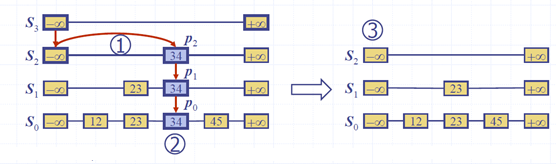 S3 −∞ +∞ ③
① p2
S2 −∞ 34 +∞ S2 −∞ +∞
p1
S1 −∞ 23 34 +∞ S1 −∞ 23 +∞
p0
S0 −∞ 12 23 34 45 +∞ S0 −∞ 12 23 45 +∞
②